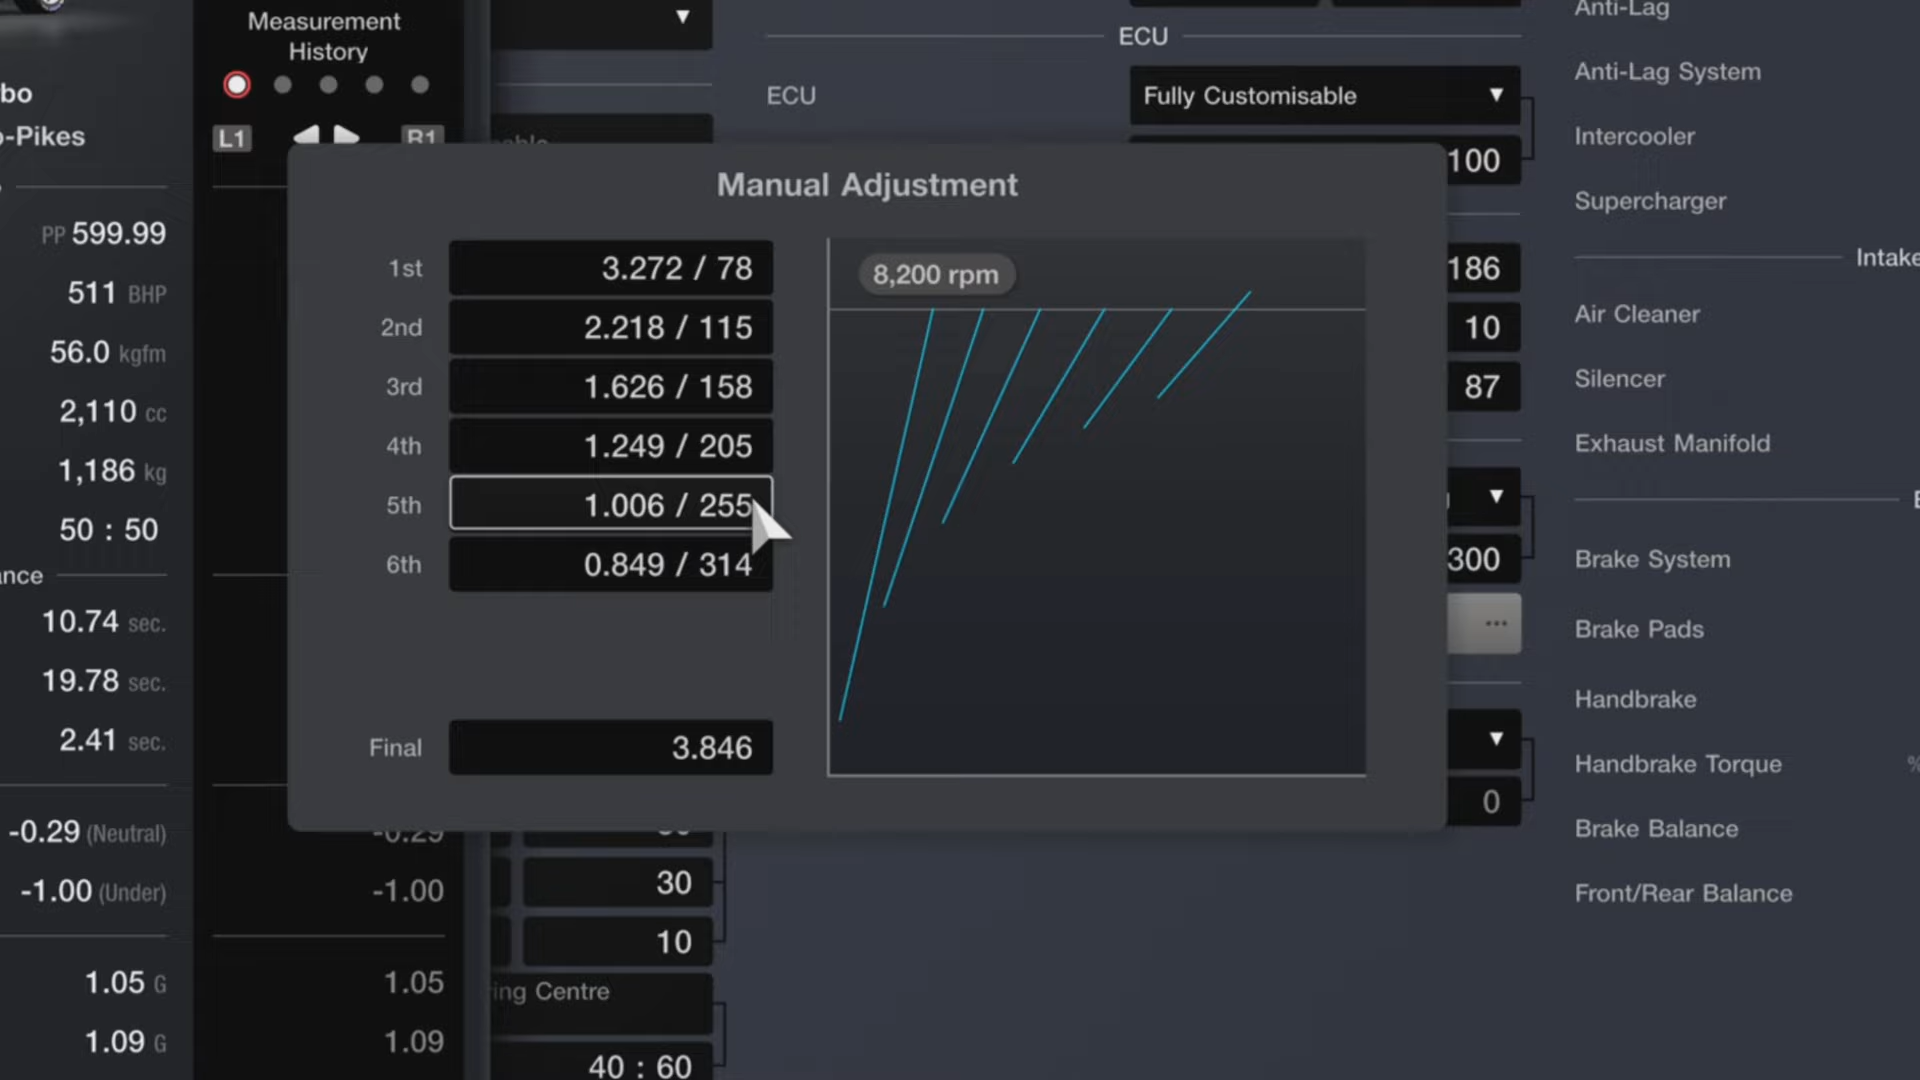 Measurement
History
L1
R1
bo
-Pikes
PP 599.99
511 BHP
56.0 kgfm
2,110 cc
1,186 kg
50 : 50
nce
10.74 sec.
19.78 sec.
2.41 sec.
-0.29 (Neutral)
-1.00 (Under)
1.05 G
1.09 G
-0.29
-1.00
1.05
1.09
Manual Adjustment
1st 3.272 / 78
2nd 2.218 / 115
3rd 1.626 / 158
4th 1.249 / 205
5th 1.006 / 255
6th 0.849 / 314
Final 3.846
8,200 rpm
30
10
ing Centre
40 : 60
ECU
ECU Fully Customisable
100
186
10
87
300
...
0
Anti-Lag
Anti-Lag System
Intercooler
Supercharger
Intake
Air Cleaner
Silencer
Exhaust Manifold
Brake System
Brake Pads
Handbrake
Handbrake Torque %
Brake Balance
Front/Rear Balance